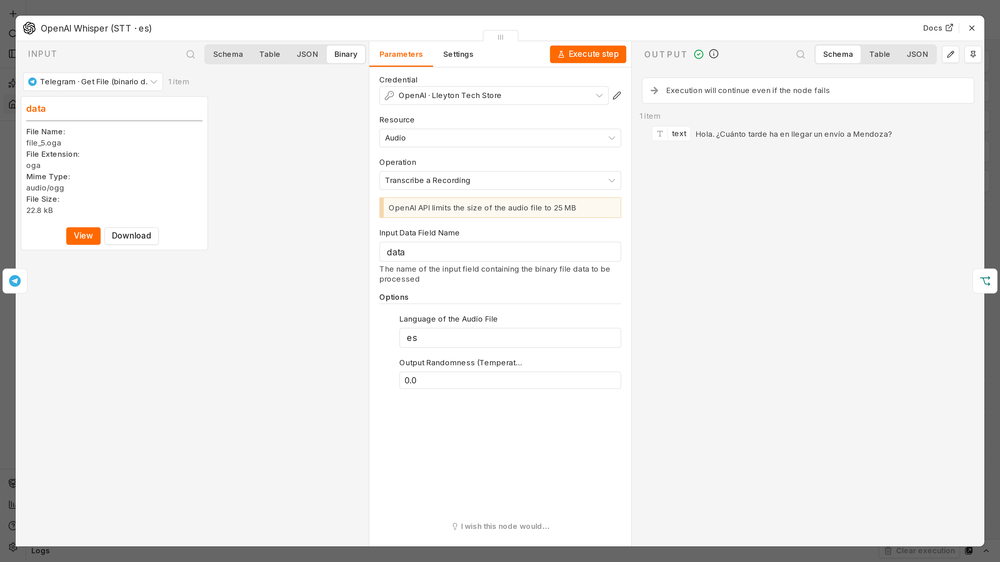 OpenAI Whisper (STT · es)
Docs
INPUT
Schema
Table
JSON
Binary
Telegram · Get File (binario d.
1 item
data
File Name:
file_5.oga
File Extension:
oga
Mime Type:
audio/ogg
File Size:
22.8 kB
View
Download
Parameters
Settings
Execute step
Credential
OpenAI · Lleyton Tech Store
Resource
Audio
Operation
Transcribe a Recording
OpenAI API limits the size of the audio file to 25 MB
Input Data Field Name
data
The name of the input field containing the binary file data to be
processed
Options
Language of the Audio File
es
Output Randomness (Temperat...
0.0
I wish this node would...
OUTPUT
Schema
Table
JSON
Execution will continue even if the node fails
1 item
T text Hola. ¿Cuánto tarde ha en llegar un envío a Mendoza?
Logs
Clear execution